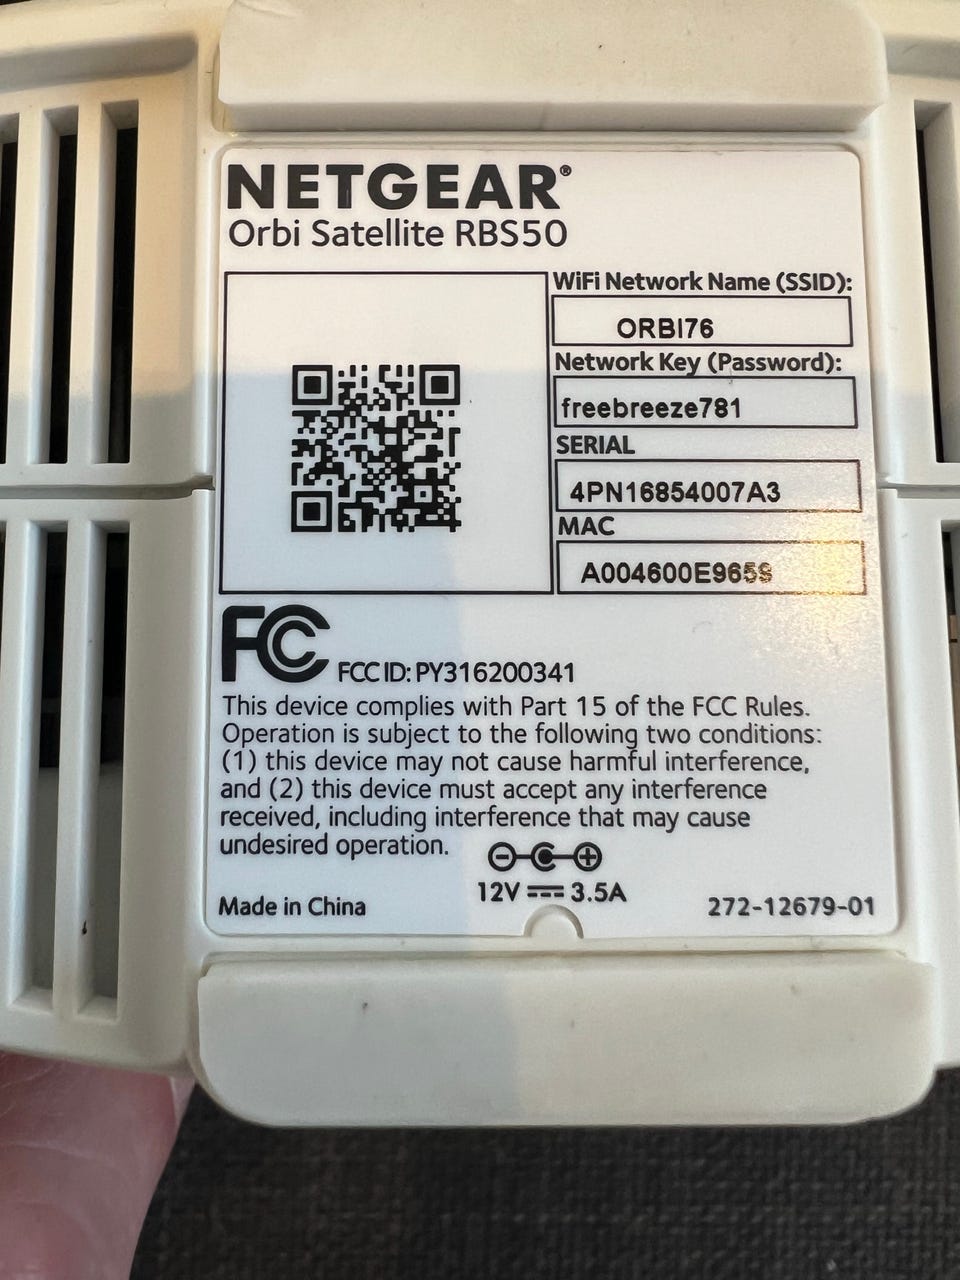 NETGEAR®
Orbi Satellite RBS50
WiFi Network Name (SSID):
ORBI76
Network Key (Password):
freebreeze781
SERIAL
4PN16854007A3
MAC
FC FCC ID: PY316200341
This device complies with Part 15 of the FCC Rules.
Operation is subject to the following two conditions:
(1) this device may not cause harmful interference,
and (2) this device must accept any interference
received, including interference that may cause
undesired operation.
12V ⎓ 3.5A
Made in China
272-12679-01